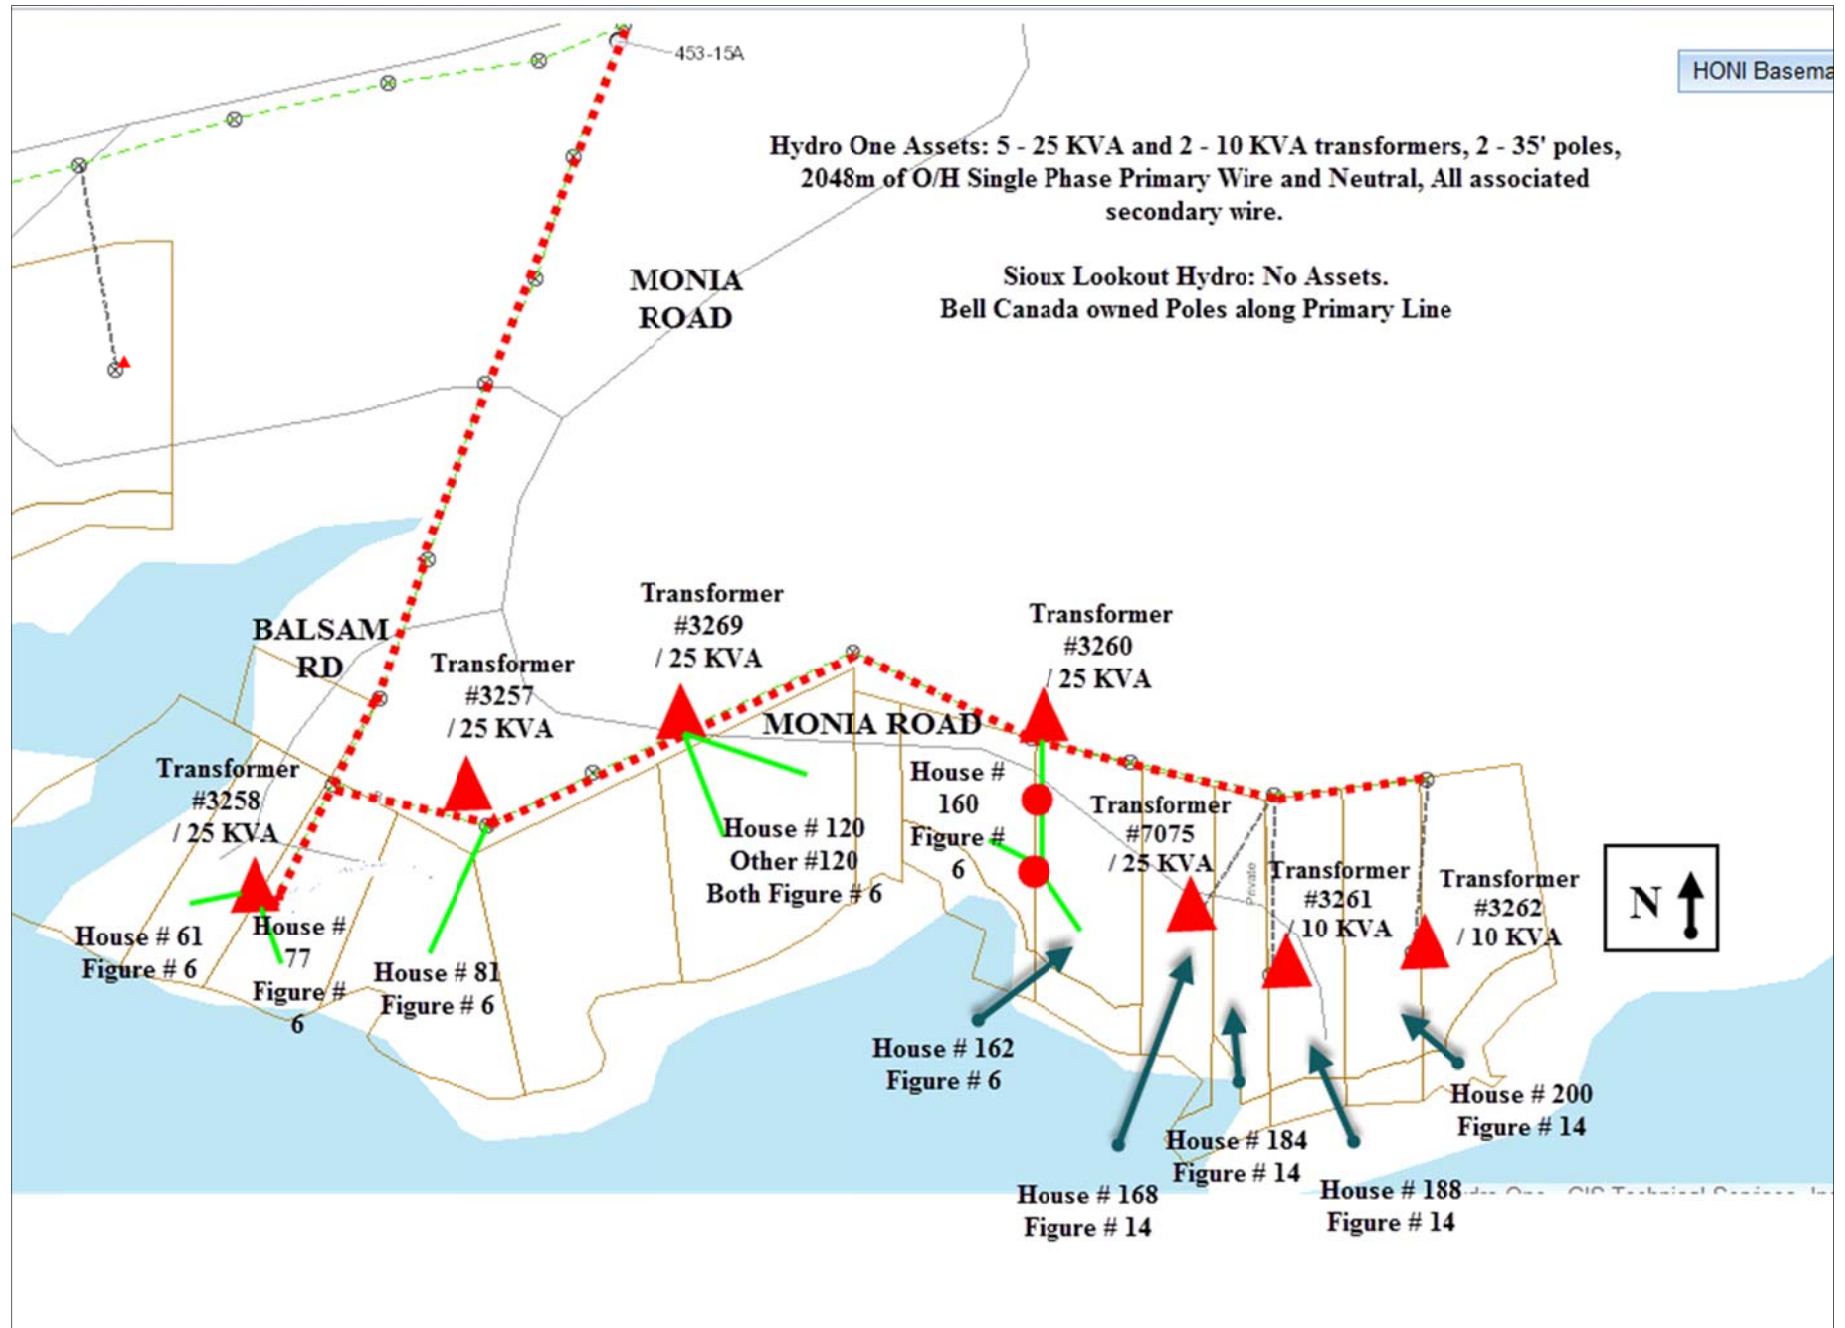 453-15A
HONI Basema
Hydro One Assets: 5 - 25 KVA and 2 - 10 KVA transformers, 2 - 35' poles,
2048m of O/H Single Phase Primary Wire and Neutral, All associated
secondary wire.
Sioux Lookout Hydro: No Assets.
Bell Canada owned Poles along Primary Line
MONIA
ROAD
BALSAM
RD
Transformer
#3258
/ 25 KVA
Transformer
#3257
/ 25 KVA
Transformer
#3269
/ 25 KVA
Transformer
#3260
/ 25 KVA
MONIA ROAD
House #
160
Figure #
6
Transformer
#7075
/ 25 KVA
Private
Transformer
#3261
/ 10 KVA
Transformer
#3262
/ 10 KVA
N
House # 120
Other #120
Both Figure # 6
House # 61
Figure # 6
House #
77
Figure #
6
House # 81
Figure # 6
House # 162
Figure # 6
House # 168
Figure # 14
House # 184
Figure # 14
House # 188
Figure # 14
House # 200
Figure # 14